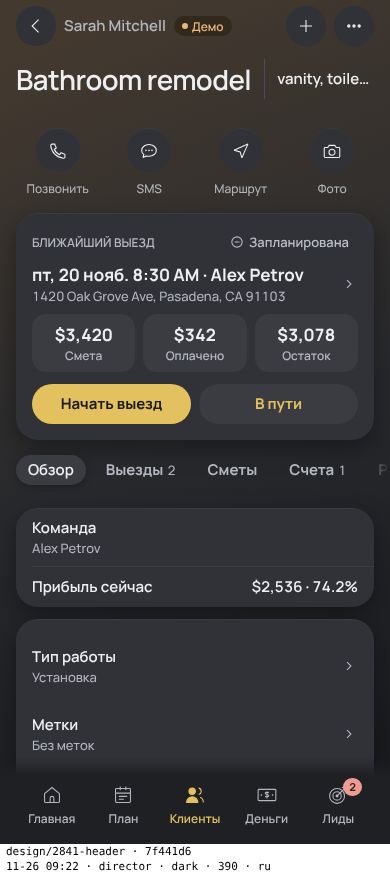 Sarah Mitchell
Демо
Bathroom remodel
vanity, toile…
Позвонить
SMS
Маршрут
Фото
БЛИЖАЙШИЙ ВЫЕЗД
Запланирована
пт, 20 нояб. 8:30 AM · Alex Petrov
1420 Oak Grove Ave, Pasadena, CA 91103
$3,420
Смета
$342
Оплачено
$3,078
Остаток
Начать выезд
В пути
Обзор
Выезды 2
Сметы
Счета 1
Команда
Alex Petrov
Прибыль сейчас
$2,536 · 74.2%
Тип работы
Установка
Метки
Без меток
2
Главная
План
Клиенты
Деньги
Лиды
design/2841-header · 7f441d6
11-26 09:22 · director · dark · 390 · ru